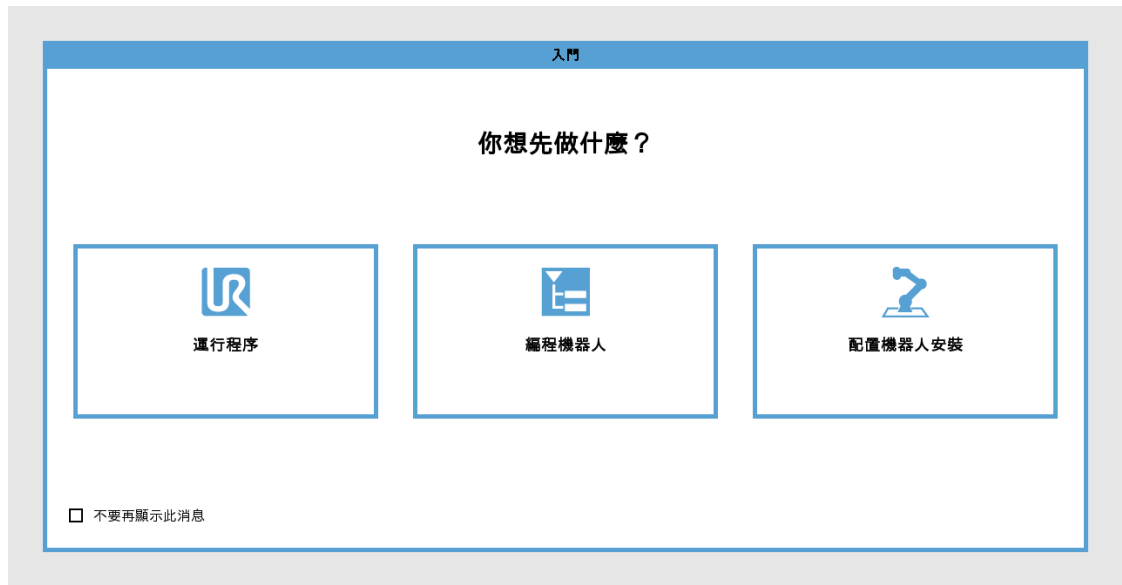 入門
你想先做什麼？
運行程序
編程機器人
配置機器人安裝
不要再顯示此消息